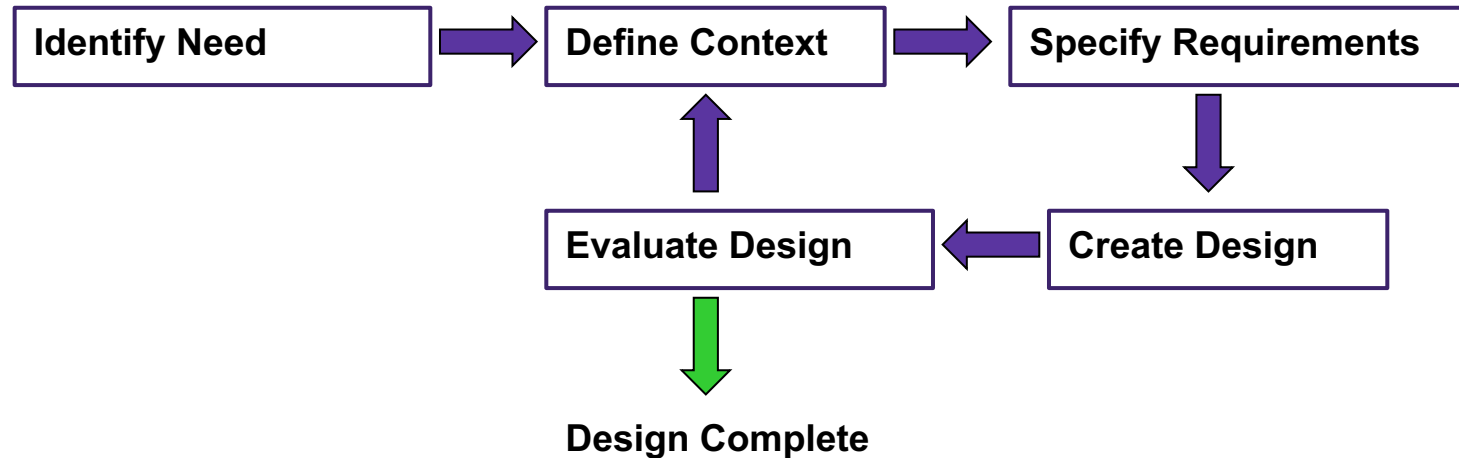 Identify Need
Define Context
Specify Requirements
Evaluate Design
Create Design
Design Complete